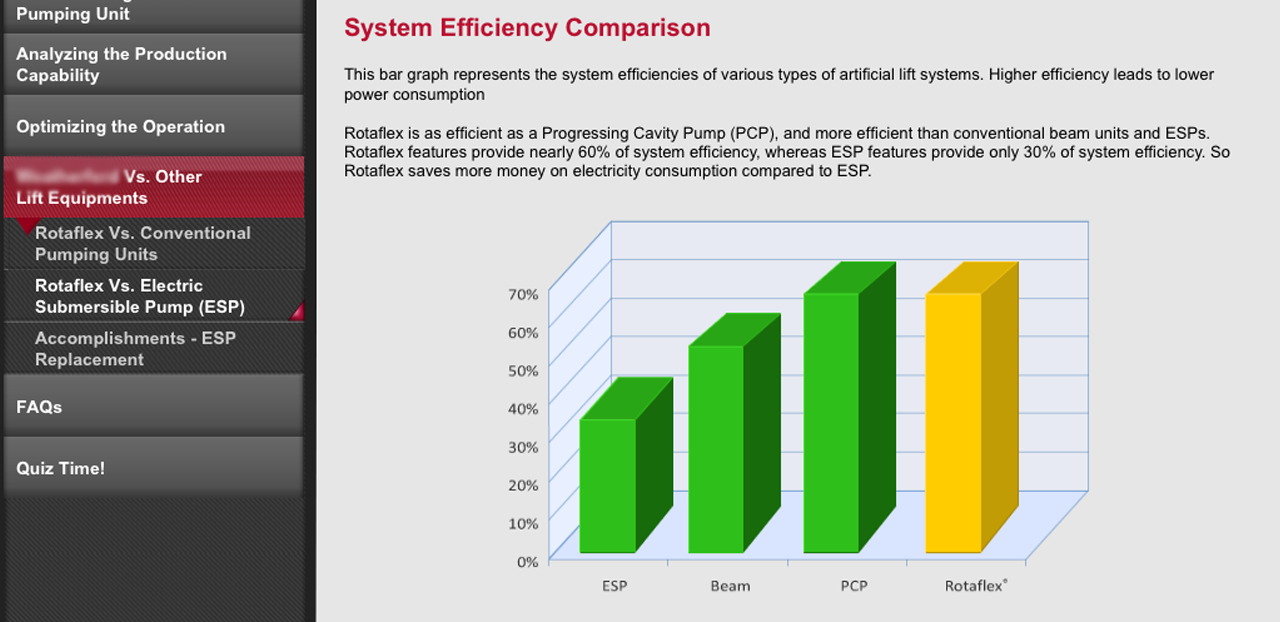 Pumping Unit
Analyzing the Production
Capability
Optimizing the Operation
Vs. Other
Lift Equipments
Rotaflex Vs. Conventional
Pumping Units
Rotaflex Vs. Electric
Submersible Pump (ESP)
Accomplishments - ESP
Replacement
FAQs
Quiz Time!
System Efficiency Comparison
This bar graph represents the system efficiencies of various types of artificial lift systems. Higher efficiency leads to lower
power consumption
Rotaflex is as efficient as a Progressing Cavity Pump (PCP), and more efficient than conventional beam units and ESPs.
Rotaflex features provide nearly 60% of system efficiency, whereas ESP features provide only 30% of system efficiency. So
Rotaflex saves more money on electricity consumption compared to ESP.
70%
60%
50%
40%
30%
20%
10%
0%
ESP Beam PCP Rotaflex®